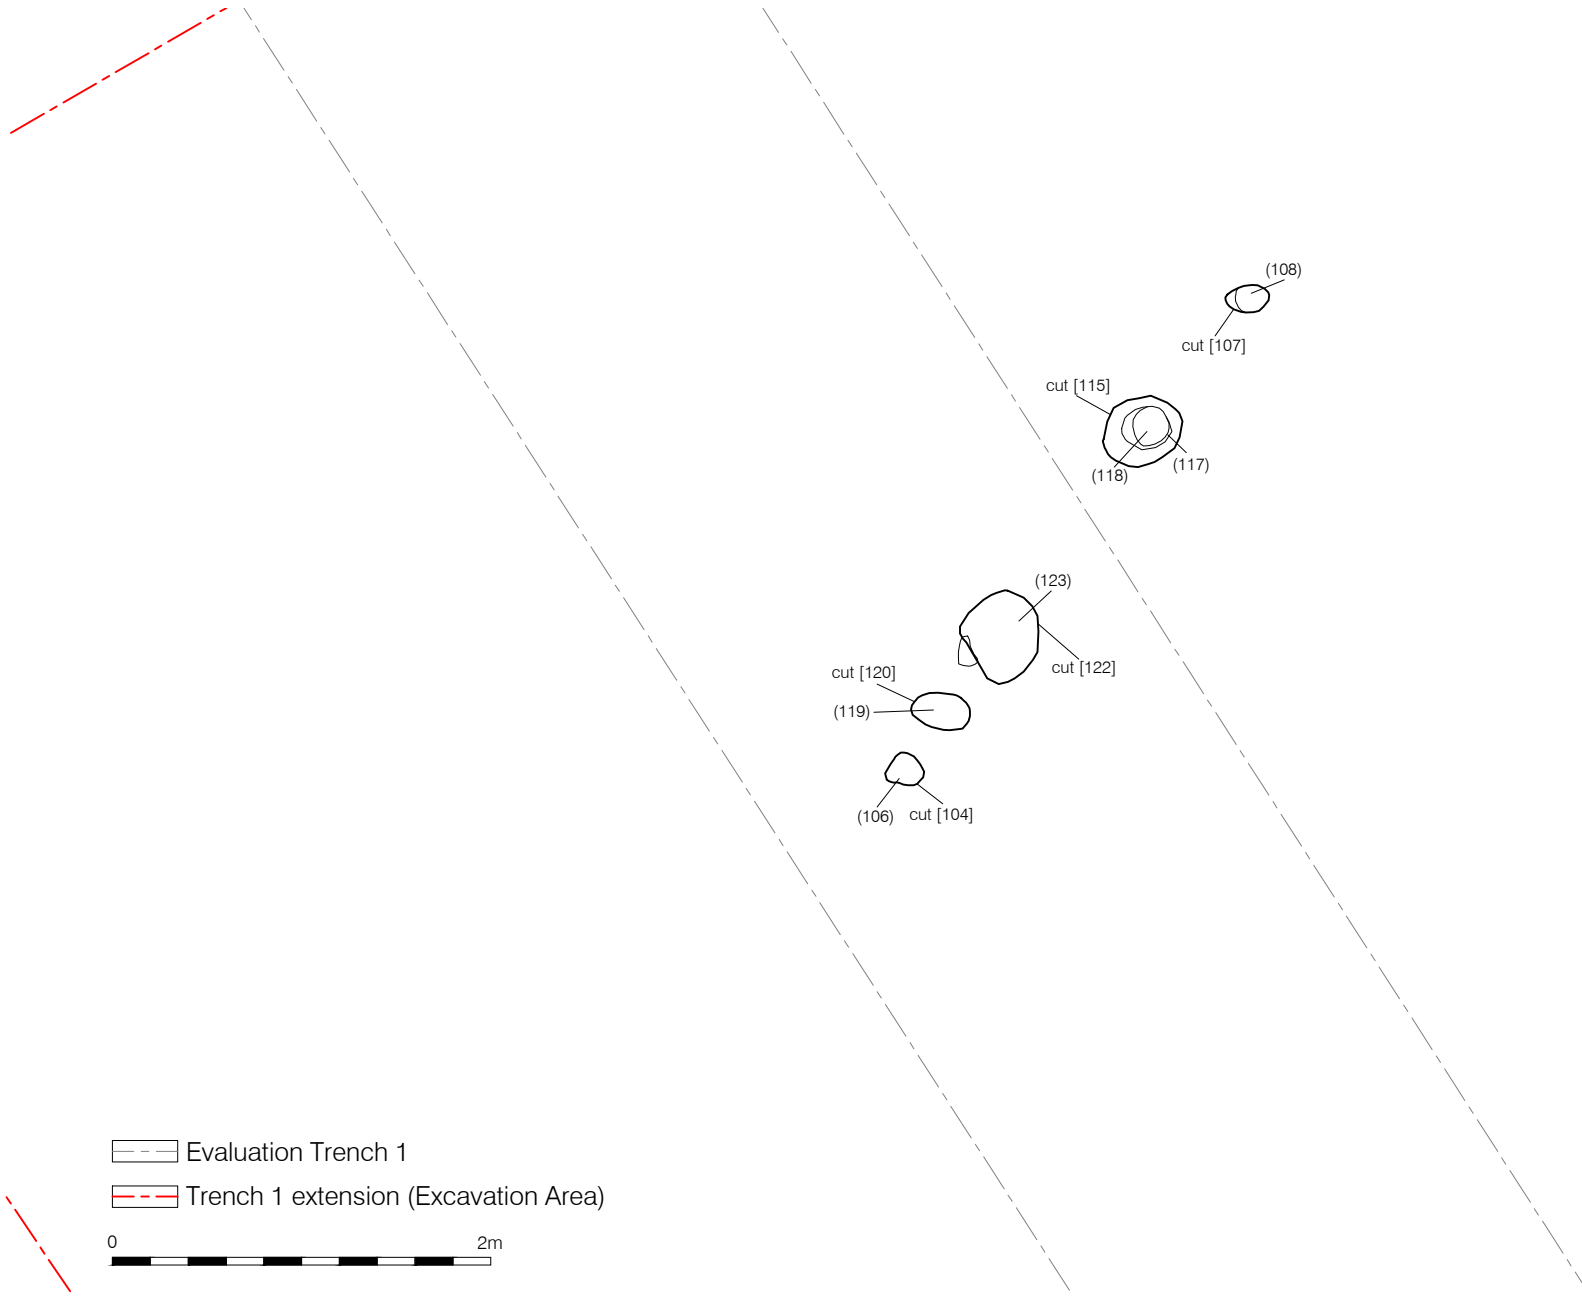 (108)
cut [107]
cut [115]
(118)
(117)
(123)
cut [122]
cut [120]
(119)
(106)
cut [104]
Evaluation Trench 1
Trench 1 extension (Excavation Area)
0 2m